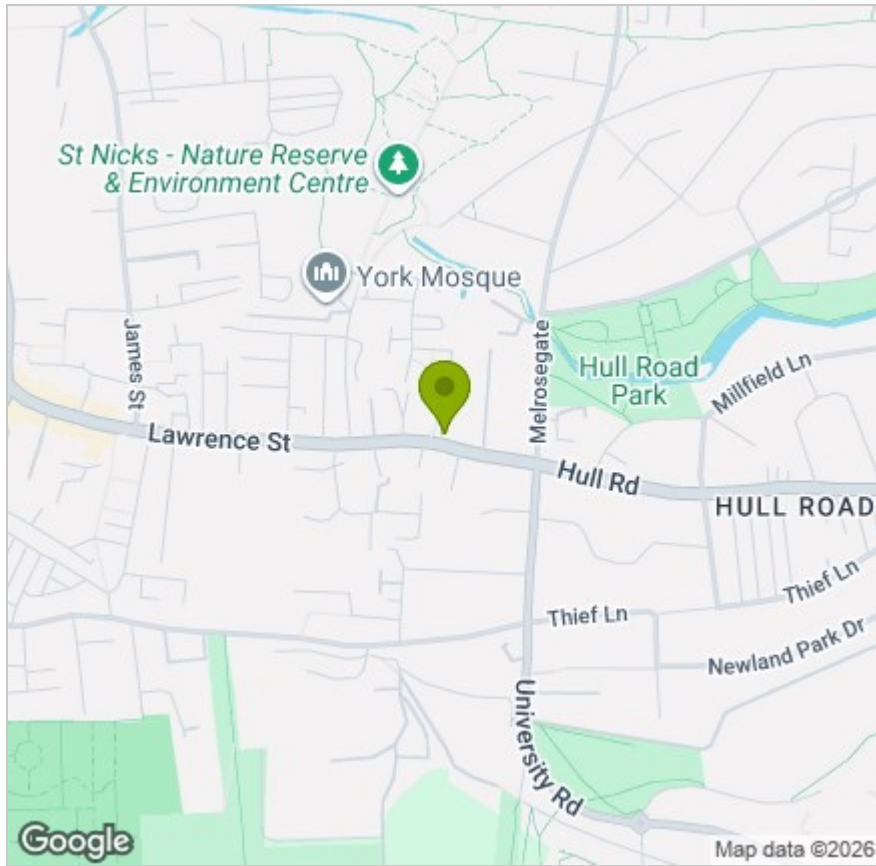 St Nicks - Nature Reserve
& Environment Centre
York Mosque
James St
Melrosegate
Hull Road
Park
Millfield Ln
Lawrence St
Hull Rd
HULL ROAD
Thief Ln
Thief Ln
Newland Park Dr
University Rd
Google
Map data ©2026